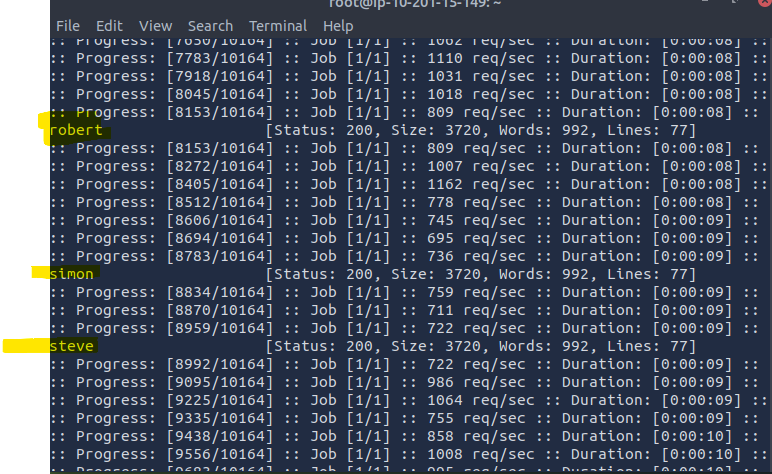 root@ip-10-201-15-149: ~
File Edit View Search Terminal Help
:: Progress: [7650/10164] :: Job [1/1] :: 1062 req/sec :: Duration: [0:00:08] ::
:: Progress: [7783/10164] :: Job [1/1] :: 1110 req/sec :: Duration: [0:00:08] ::
:: Progress: [7918/10164] :: Job [1/1] :: 1031 req/sec :: Duration: [0:00:08] ::
:: Progress: [8045/10164] :: Job [1/1] :: 1018 req/sec :: Duration: [0:00:08] ::
:: Progress: [8153/10164] :: Job [1/1] :: 809 req/sec :: Duration: [0:00:08] ::
robert [Status: 200, Size: 3720, Words: 992, Lines: 77]
:: Progress: [8153/10164] :: Job [1/1] :: 809 req/sec :: Duration: [0:00:08] ::
:: Progress: [8272/10164] :: Job [1/1] :: 1007 req/sec :: Duration: [0:00:08] ::
:: Progress: [8405/10164] :: Job [1/1] :: 1162 req/sec :: Duration: [0:00:08] ::
:: Progress: [8512/10164] :: Job [1/1] :: 778 req/sec :: Duration: [0:00:08] ::
:: Progress: [8606/10164] :: Job [1/1] :: 745 req/sec :: Duration: [0:00:09] ::
:: Progress: [8694/10164] :: Job [1/1] :: 695 req/sec :: Duration: [0:00:09] ::
:: Progress: [8783/10164] :: Job [1/1] :: 736 req/sec :: Duration: [0:00:09] ::
simon [Status: 200, Size: 3720, Words: 992, Lines: 77]
:: Progress: [8834/10164] :: Job [1/1] :: 759 req/sec :: Duration: [0:00:09] ::
:: Progress: [8870/10164] :: Job [1/1] :: 711 req/sec :: Duration: [0:00:09] ::
:: Progress: [8959/10164] :: Job [1/1] :: 722 req/sec :: Duration: [0:00:09] ::
steve [Status: 200, Size: 3720, Words: 992, Lines: 77]
:: Progress: [8992/10164] :: Job [1/1] :: 722 req/sec :: Duration: [0:00:09] ::
:: Progress: [9095/10164] :: Job [1/1] :: 986 req/sec :: Duration: [0:00:09] ::
:: Progress: [9225/10164] :: Job [1/1] :: 1064 req/sec :: Duration: [0:00:09] ::
:: Progress: [9335/10164] :: Job [1/1] :: 755 req/sec :: Duration: [0:00:09] ::
:: Progress: [9438/10164] :: Job [1/1] :: 858 req/sec :: Duration: [0:00:10] ::
:: Progress: [9556/10164] :: Job [1/1] :: 1008 req/sec :: Duration: [0:00:10] ::